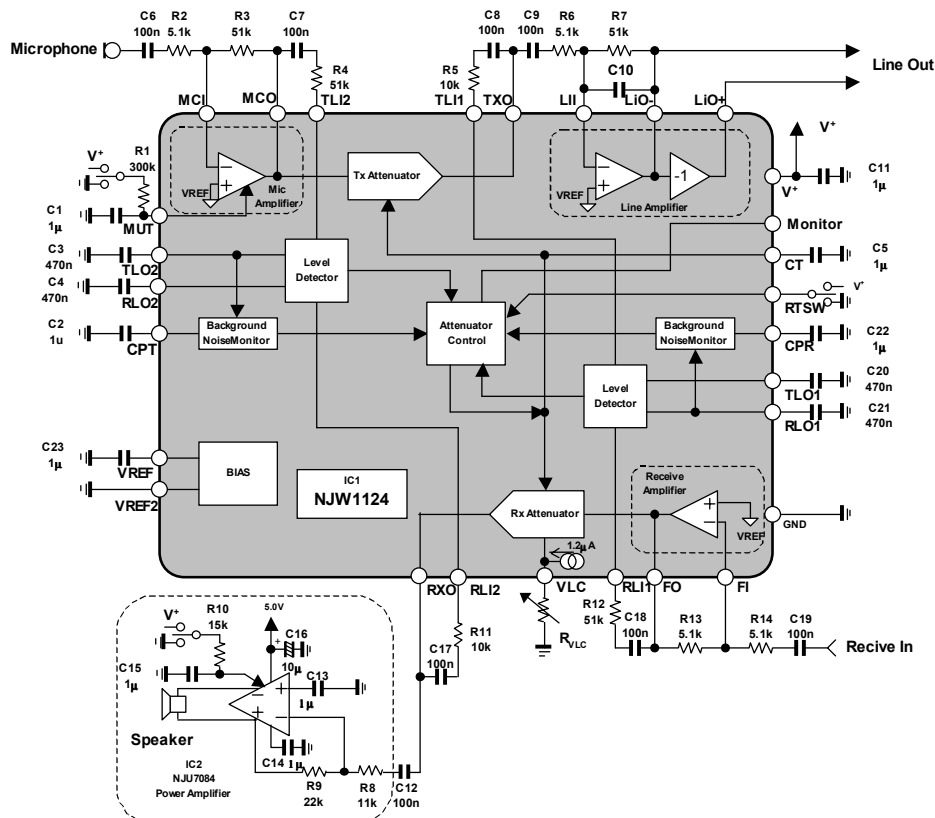 C6
100n
R2
5.1k
R3
51k
C7
100n
Microphone
R4
51k
C8
100n
C9
100n
R6
5.1k
R7
51k
R5
10k
C10
Line Out
MCI
MCO
TLI2
TLI1
TXO
LII
LiO-
LiO+
V+
R1
300k
V+
C1
1μ
MUT
VREF
Mic
Amplifier
Tx Attenuator
VREF
-1
Line Amplifier
V+
C11
1μ
Monitor
C3
470n
TLO2
C4
470n
RLO2
Level
Detector
C5
1μ
CT
V+
RTSW
C2
1u
CPT
Background
NoiseMonitor
Attenuator
Control
Background
NoiseMonitor
CPR
C22
1μ
Level
Detector
C20
470n
TLO1
C21
470n
RLO1
C23
1μ
VREF
VREF2
BIAS
IC1
NJW1124
Rx Attenuator
Receive
Amplifier
VREF
GND
1.2μA
RXO
RLI2
VLC
RLI1
FO
FI
R10
15k
V+
5.0V
C16
+
10μ
C15
1μ
C13
1μ
Speaker
C14
1μ
IC2
NJU7084
Power Amplifier
R9
22k
R8
11k
C12
100n
C17
100n
R11
10k
RVLC
R12
51k
C18
100n
R13
5.1k
R14
5.1k
C19
100n
Recive In